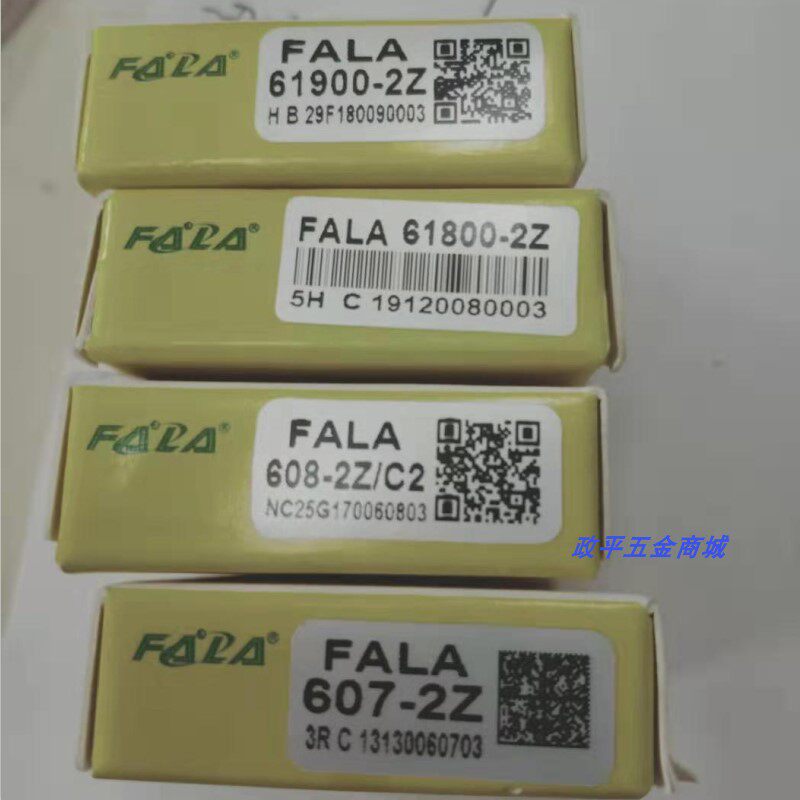 FALA®
FALA
61900-2Z
H B 29F180090003
FALA®
FALA 61800-2Z
5H C 19120080003
FALA®
FALA
608-2Z/C2
NC25G170060803
政平五金商城
FALA®
FALA
607-2Z
3R C 13130060703